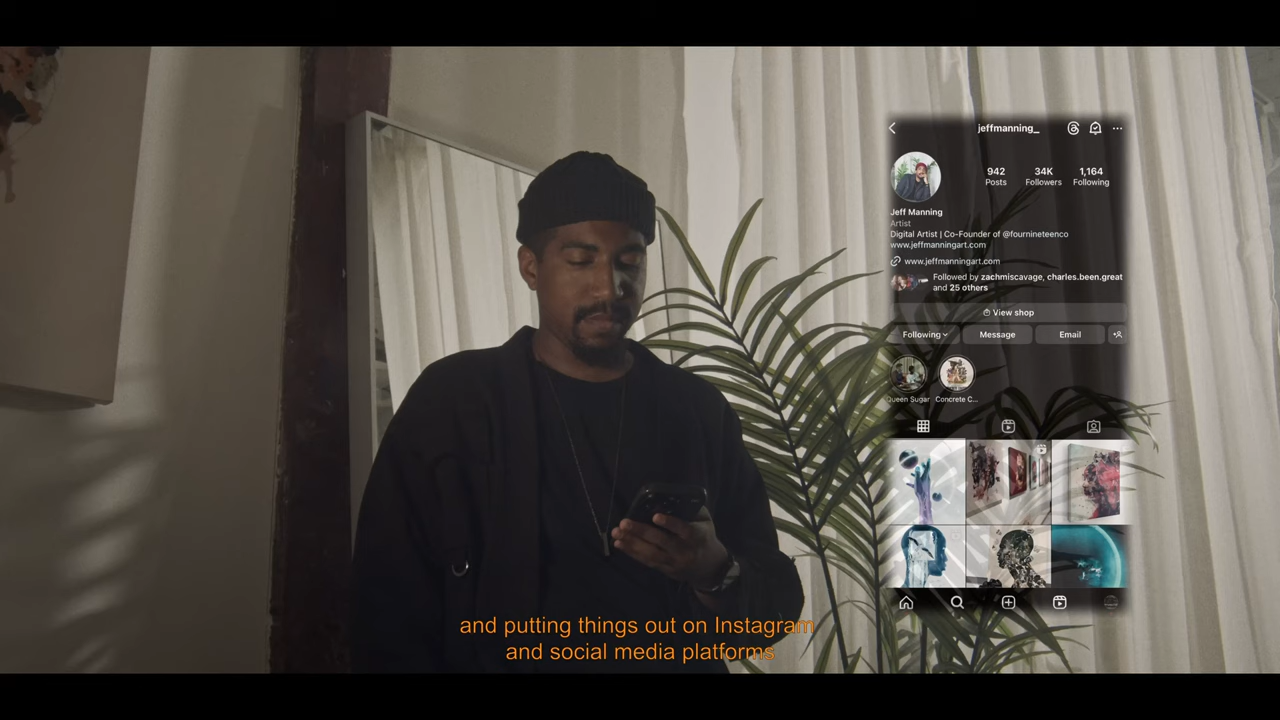 jeffmanning_
942
34K
1,164
Posts
Followers
Following
Jeff Manning
Artist
Digital Artist | Co-Founder of @fournineteenco
www.jeffmanningart.com
www.jeffmanningart.com
Followed by zachmiscavage, charles.been.great
and 25 others
View shop
Following
Message
Email
Queen Sugar
Concrete C...
and putting things out on Instagram
and social media platforms